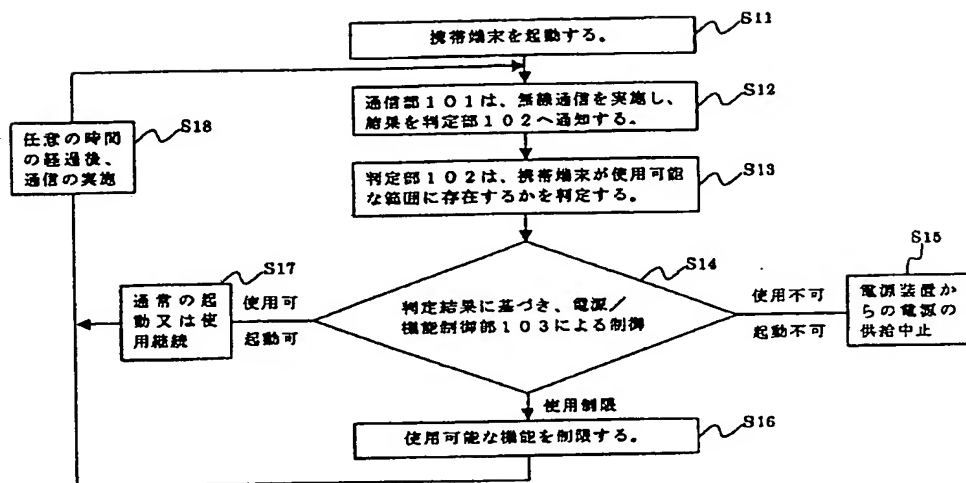 S11
携帯端末を起動する。
S12
通信部101は、無線通信を実施し、
結果を判定部102へ通知する。
S18
任意の時間
の経過後、
通信の実施
S13
判定部102は、携帯端末が使用可能
な範囲に存在するかを判定する。
S14
判定結果に基づき、電源/
機能制御部103による制御
S17
通常の起
動又は使
用継続
使用可
起動可
使用不可
起動不可
S15
電源装置か
らの電源の
供給中止
使用制限
S16
使用可能な機能を制限する。